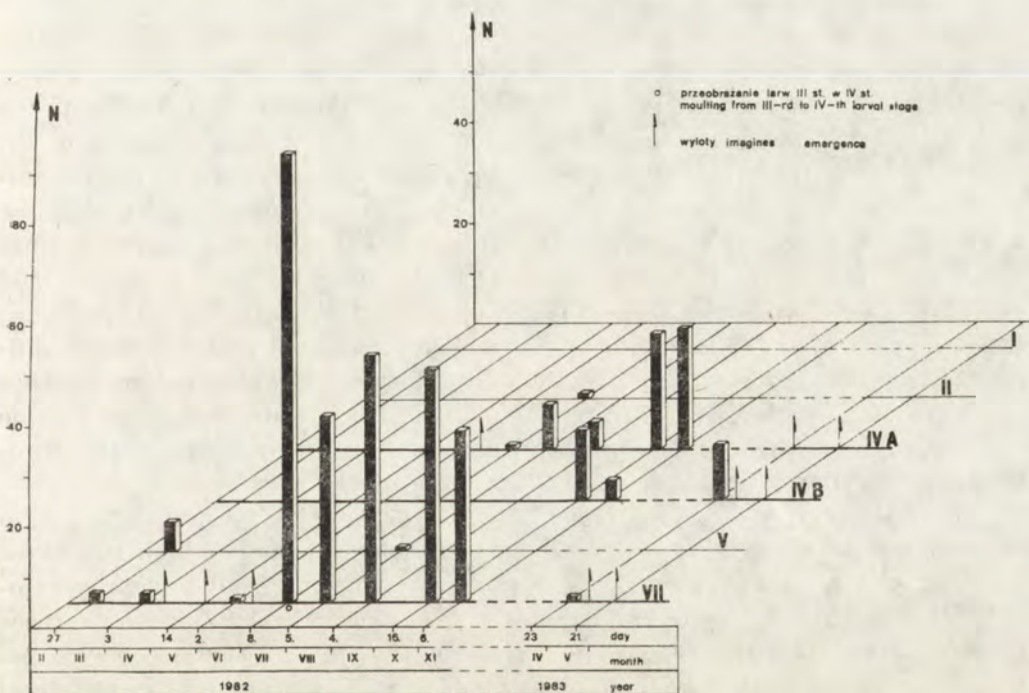 N
N
przeobrażanie larw III st. w IV st.
moulting from III-rd to IV-th larval stage
wyloty imagines emergence
40
20
80
60
40
20
I
II
IV A
IV B
V
VII
27 3 14 2. 8. 5. 4. 15. 6. 23 21. day
II III IV V VI VII VIII IX X XI IV V month
1982 1983 year